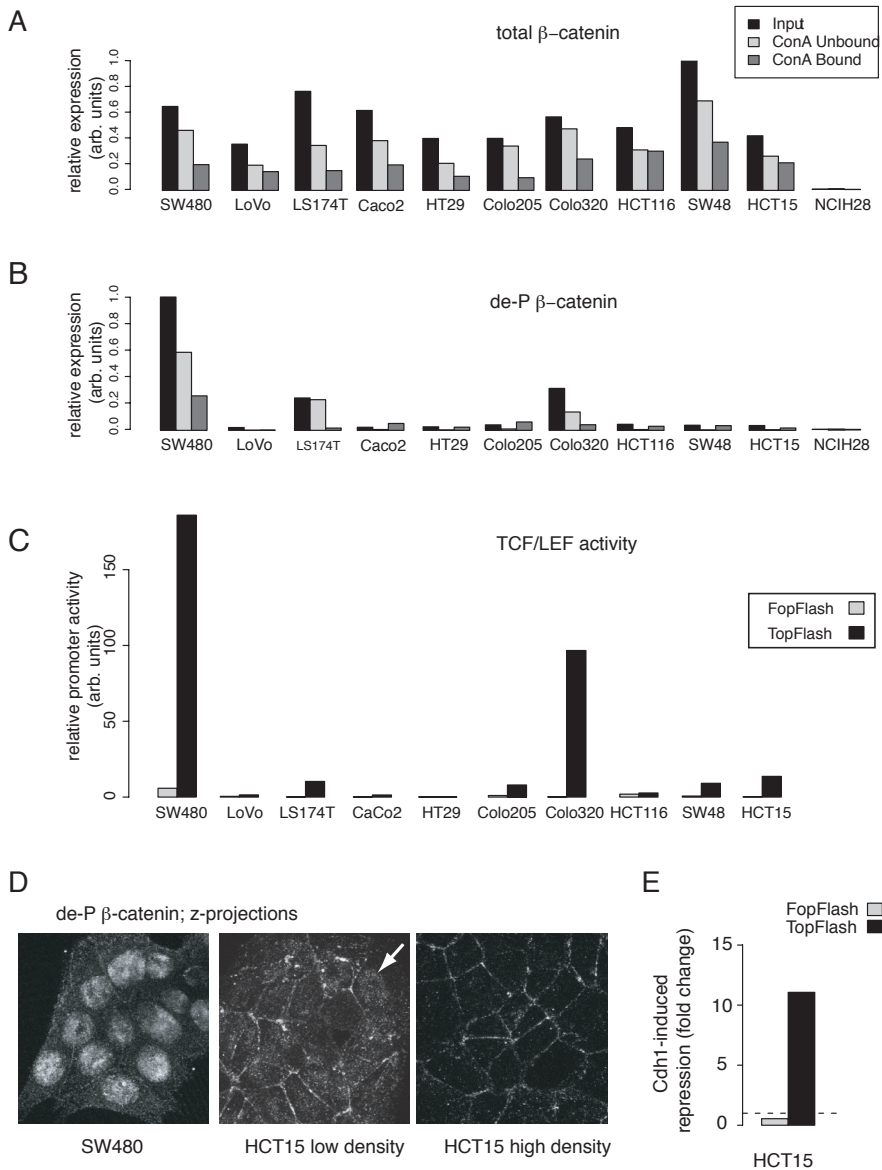 A
total β−catenin
Input
ConA Unbound
ConA Bound
relative expression
(arb. units)
0.0 0.2 0.4 0.6 0.8 1.0
SW480 LoVo LS174T Caco2 HT29 Colo205 Colo320 HCT116 SW48 HCT15 NCIH28
B
de-P β−catenin
relative expression
(arb. units)
0.0 0.2 0.4 0.6 0.8 1.0
SW480 LoVo LS174T Caco2 HT29 Colo205 Colo320 HCT116 SW48 HCT15 NCIH28
C
TCF/LEF activity
FopFlash
TopFlash
relative promoter activity
(arb. units)
0 50 100 150
SW480 LoVo LS174T CaCo2 HT29 Colo205 Colo320 HCT116 SW48 HCT15
D
de-P β-catenin; z-projections
SW480 HCT15 low density HCT15 high density
E
FopFlash
TopFlash
Cdh1-induced
repression (fold change)
0 5 10 15
HCT15